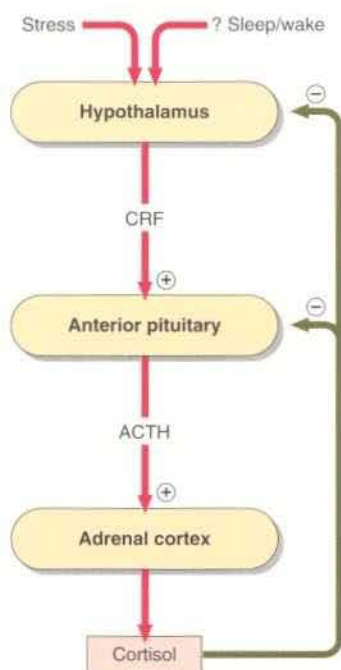 Stress
? Sleep/wake
−
Hypothalamus
CRF
+
−
Anterior pituitary
ACTH
+
Adrenal cortex
Cortisol